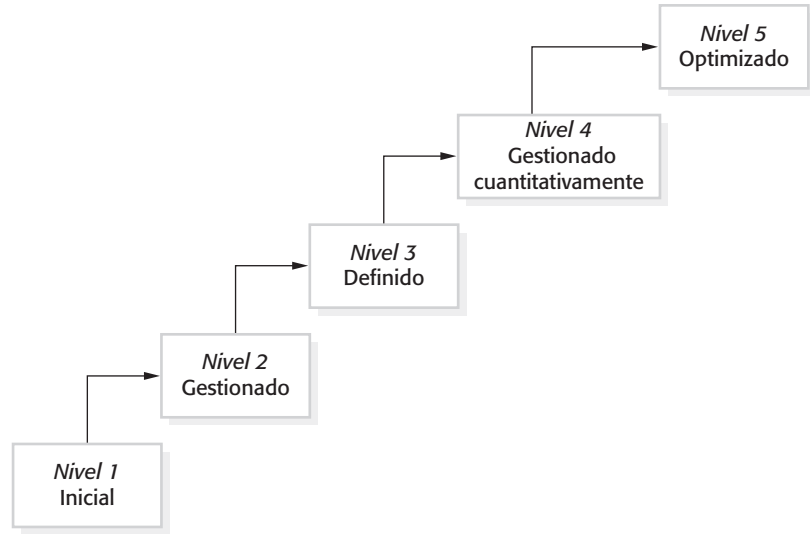 Nivel 5
Optimizado
Nivel 4
Gestionado
cuantitativamente
Nivel 3
Definido
Nivel 2
Gestionado
Nivel 1
Inicial